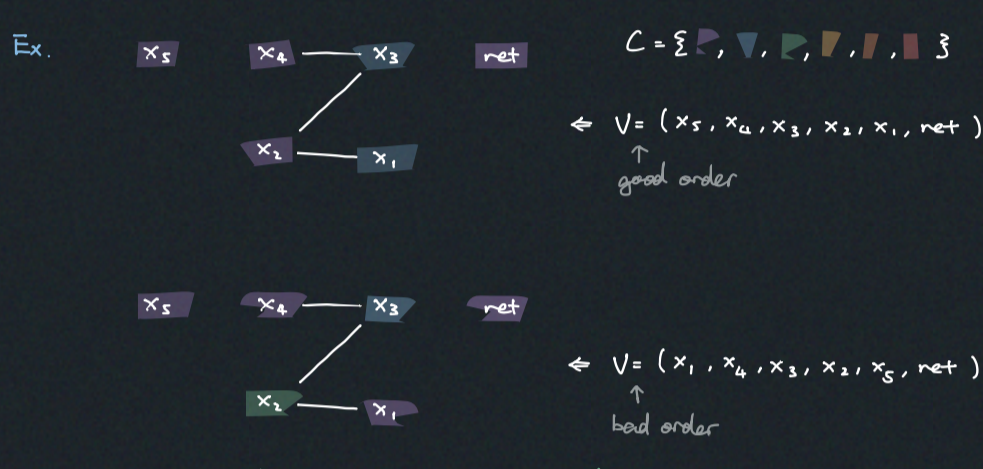 Ex.
x₅ x₄ x₃ ret
C = { , , , , , }
x₂ x₁
⇐ V = ( x₅ , x₄ , x₃ , x₂ , x₁ , ret )
↑
good order
x₅ x₄ x₃ ret
⇐ V = ( x₁ , x₄ , x₃ , x₂ , x₅ , ret )
x₂ x₁
↑
bad order